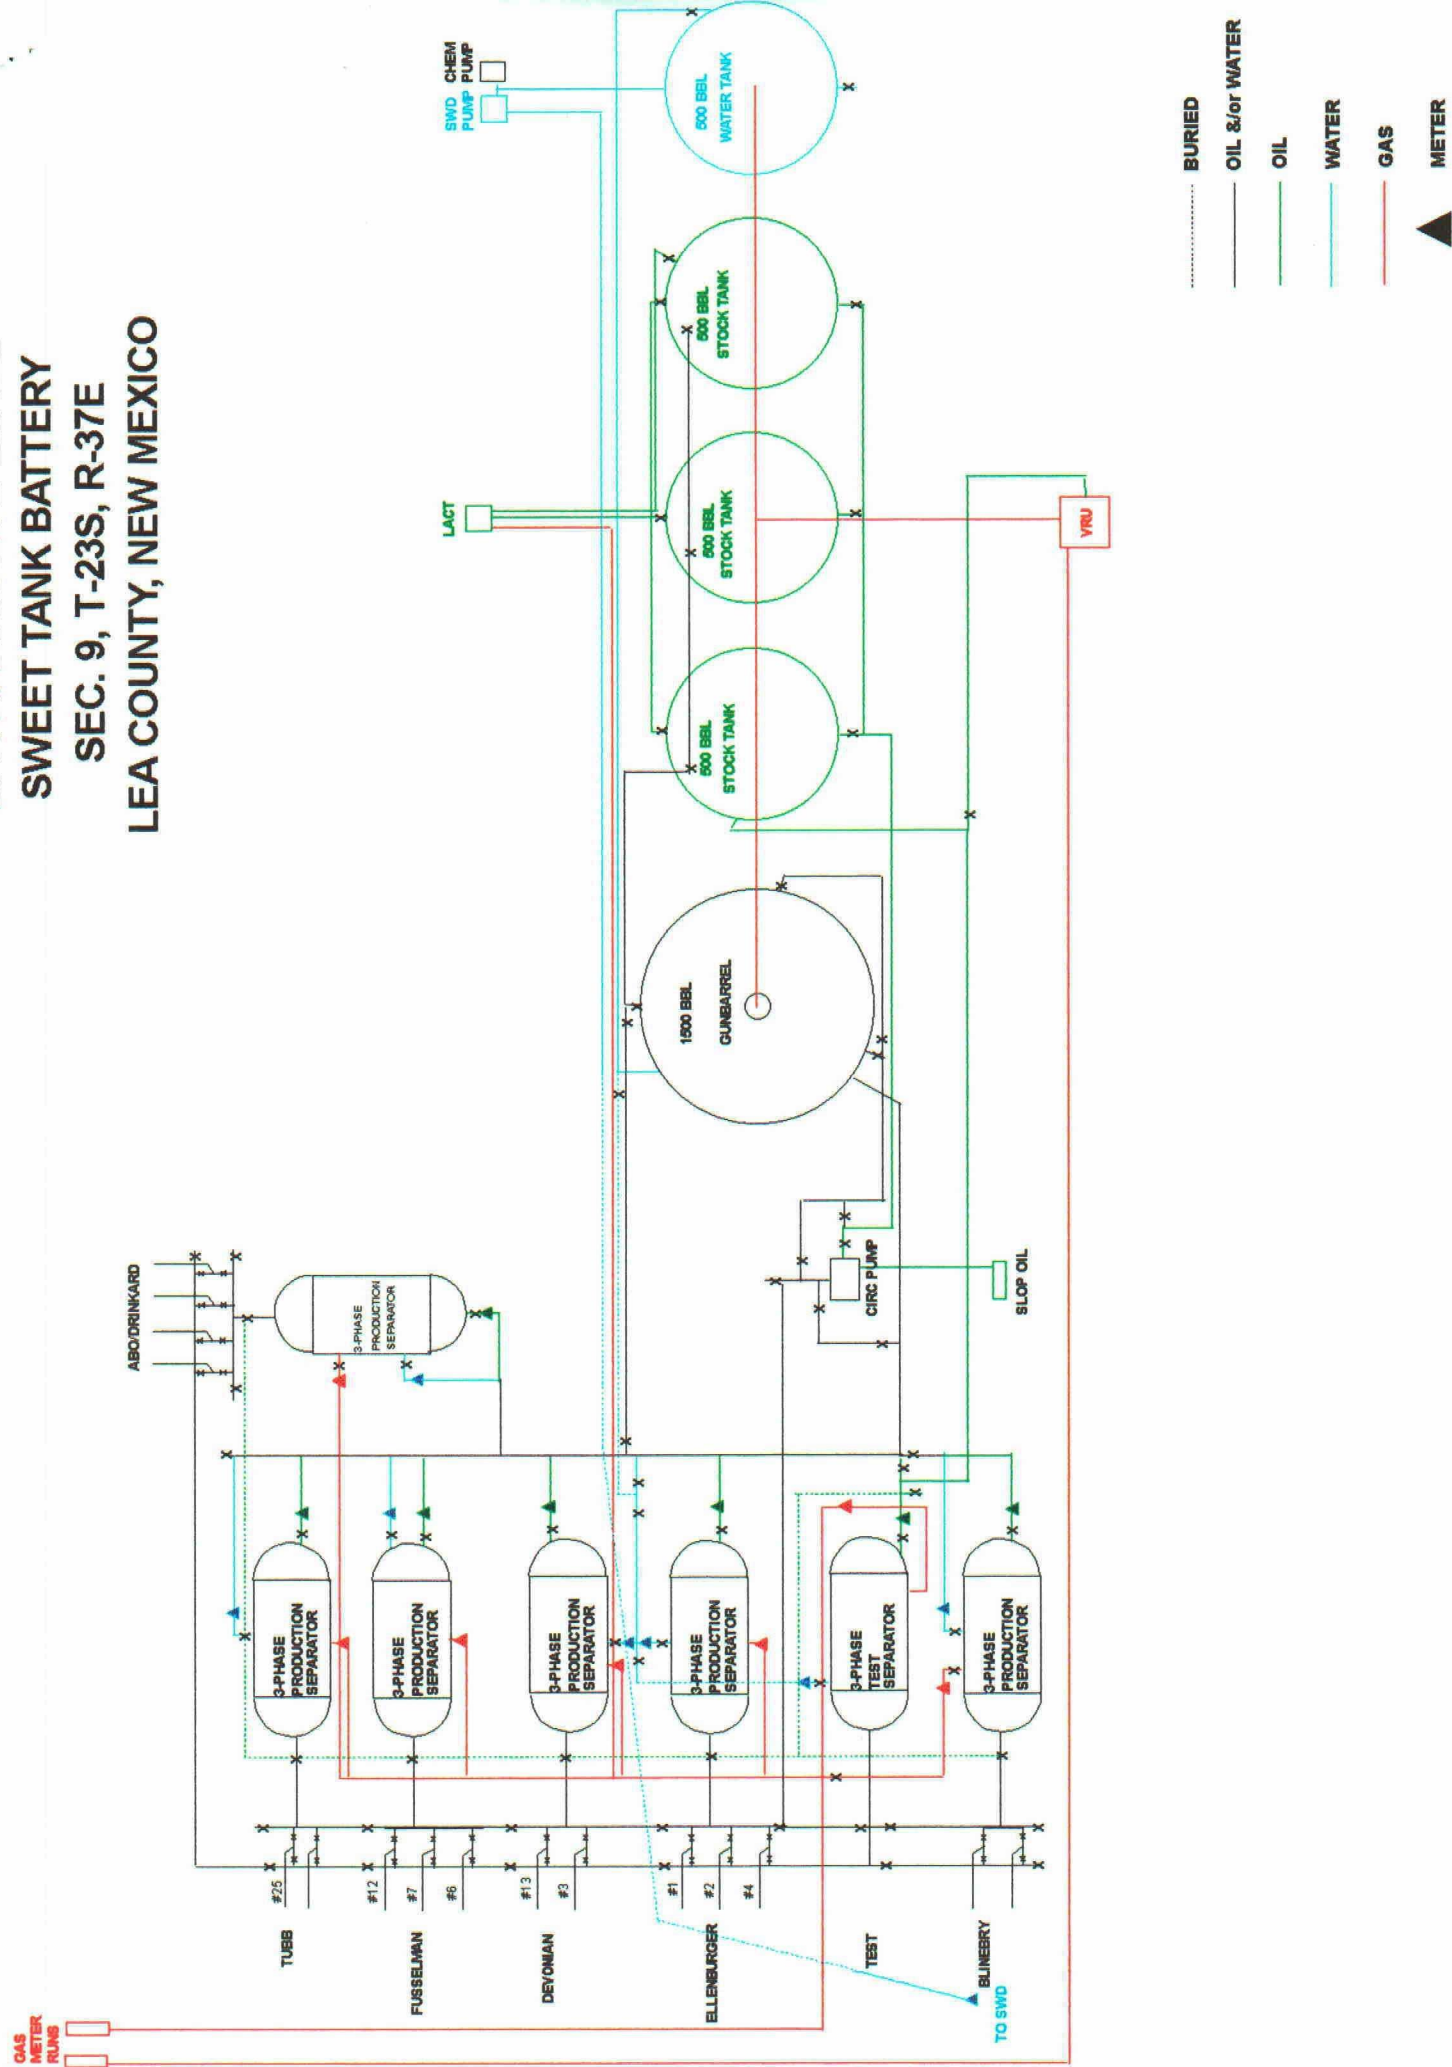 SWEET TANK BATTERY
SEC. 9, T-23S, R-37E
LEA COUNTY, NEW MEXICO
GAS
METER
RUNS
TUBB
#25
FUSSELMAN
#12
#7
#6
DEVONIAN
#13
#3
ELLENBURGER
#1
#2
#4
TEST
BLINEBRY
TO SWD
ABO/DRINKARD
3-PHASE
PRODUCTION
SEPARATOR
3-PHASE
PRODUCTION
SEPARATOR
3-PHASE
PRODUCTION
SEPARATOR
3-PHASE
PRODUCTION
SEPARATOR
3-PHASE
PRODUCTION
SEPARATOR
3-PHASE
TEST
SEPARATOR
3-PHASE
PRODUCTION
SEPARATOR
CIRC PUMP
SLOP OIL
1500 BBL
GUNBARREL
500 BBL
STOCK TANK
500 BBL
STOCK TANK
500 BBL
STOCK TANK
500 BBL
WATER TANK
LACT
SWD
PUMP
CHEM
PUMP
VRU
BURIED
OIL &/or WATER
OIL
WATER
GAS
METER